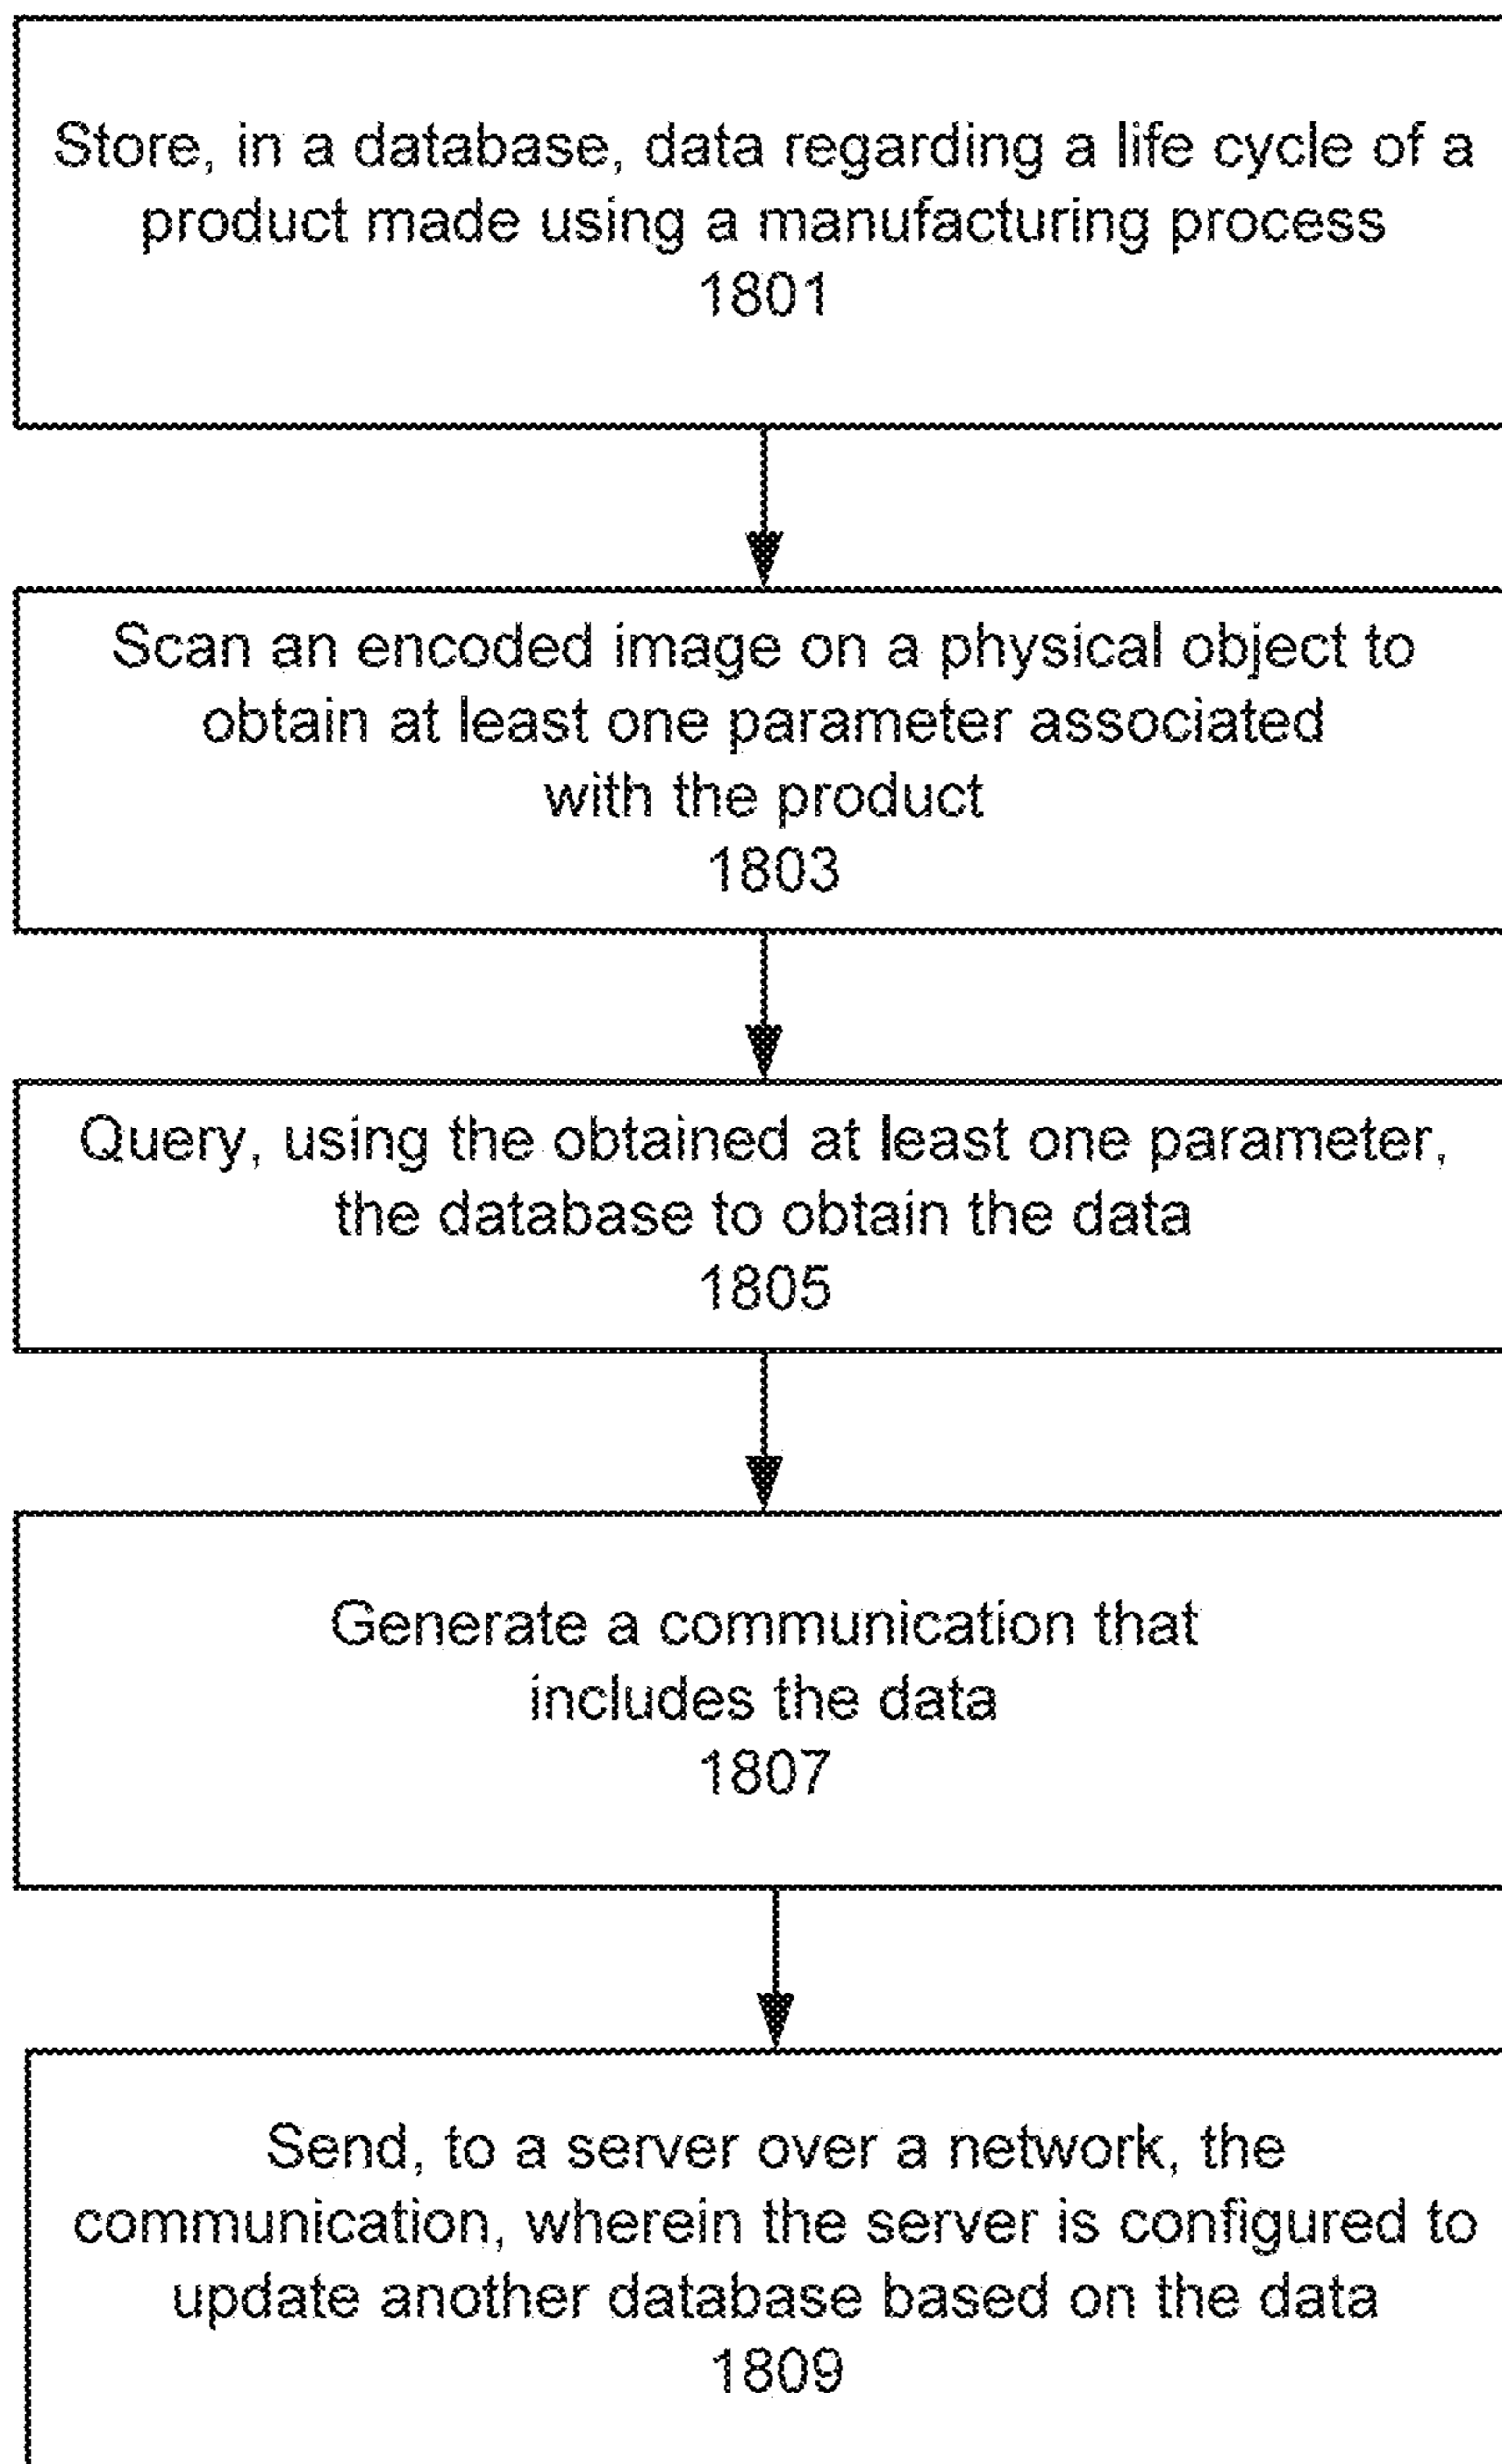 Store, in a database, data regarding a life cycle of a
product made using a manufacturing process
1801
Scan an encoded image on a physical object to
obtain at least one parameter associated
with the product
1803
Query, using the obtained at least one parameter,
the database to obtain the data
1805
Generate a communication that
includes the data
1807
Send, to a server over a network, the
communication, wherein the server is configured to
update another database based on the data
1809